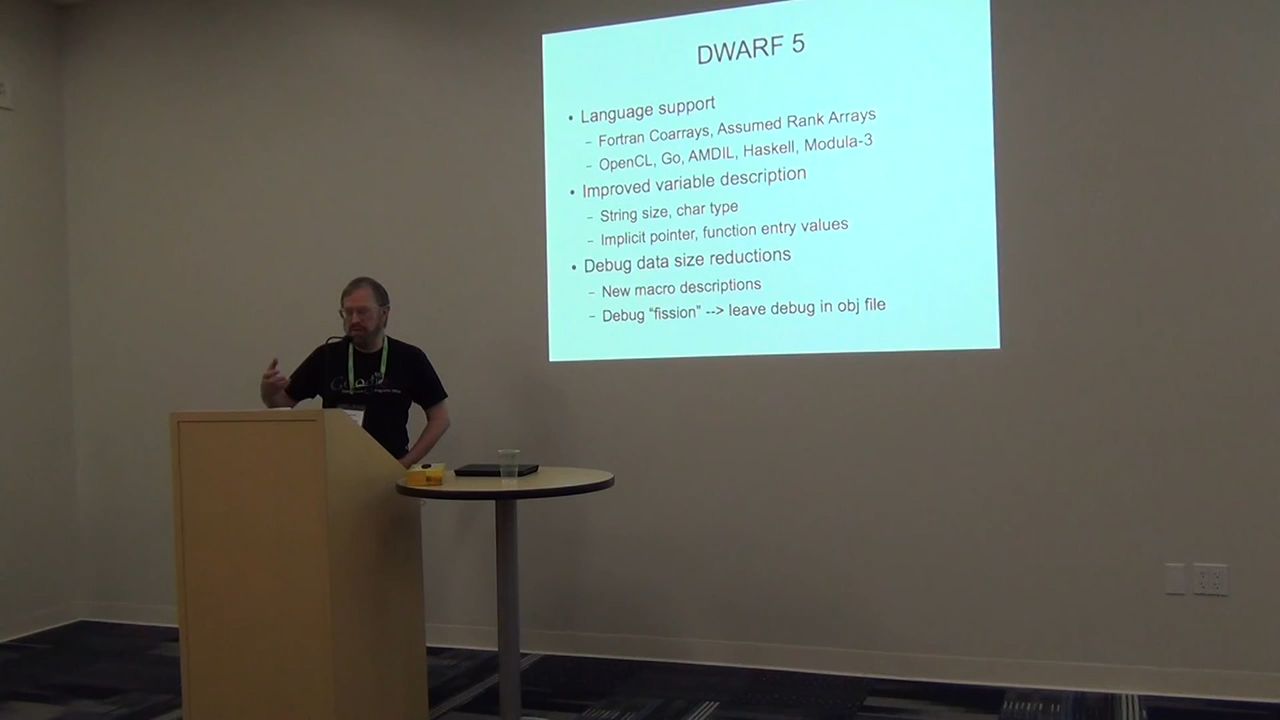 DWARF 5
• Language support
– Fortran Coarrays, Assumed Rank Arrays
– OpenCL, Go, AMDIL, Haskell, Modula-3
• Improved variable description
– String size, char type
– Implicit pointer, function entry values
• Debug data size reductions
– New macro descriptions
– Debug “fission” --> leave debug in obj file